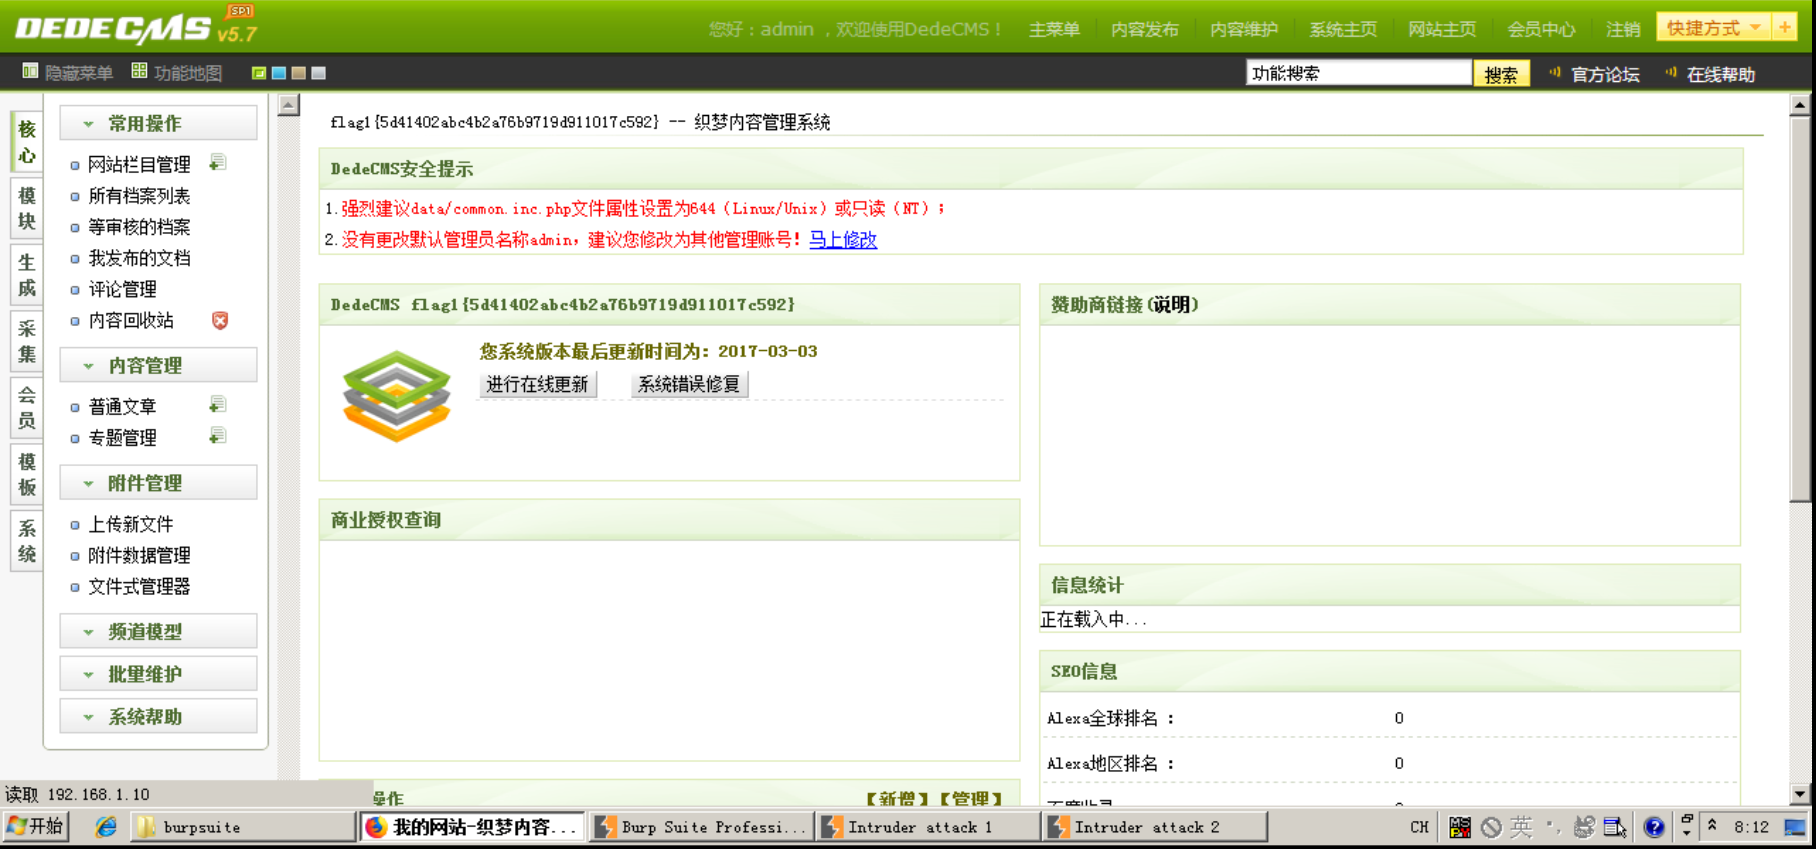 DEDECMS v5.7 SP1
您好：admin ，欢迎使用DedeCMS！ 主菜单 内容发布 内容维护 系统主页 网站主页 会员中心 注销 快捷方式 +
隐藏菜单 功能地图 功能搜索 搜索 官方论坛 在线帮助
核心
模块
生成
采集
会员
模板
系统
常用操作
网站栏目管理
所有档案列表
等审核的档案
我发布的文档
评论管理
内容回收站
内容管理
普通文章
专题管理
附件管理
上传新文件
附件数据管理
文件式管理器
频道模型
批量维护
系统帮助
flag1{5d41402abc4b2a76b9719d911017c592} -- 织梦内容管理系统
DedeCMS安全提示
1.强烈建议data/common.inc.php文件属性设置为644（Linux/Unix）或只读（NT）；
2.没有更改默认管理员名称admin，建议您修改为其他管理账号！马上修改
DedeCMS flag1{5d41402abc4b2a76b9719d911017c592}
您系统版本最后更新时间为：2017-03-03
进行在线更新 系统错误修复
商业授权查询
操作 【新增】【管理】
赞助商链接(说明)
信息统计
正在载入中...
SEO信息
Alexa全球排名 ： 0
Alexa地区排名 ： 0
读取 192.168.1.10
开始 burpsuite 我的网站-织梦内容... Burp Suite Professi... Intruder attack 1 Intruder attack 2 CH 英 8:12